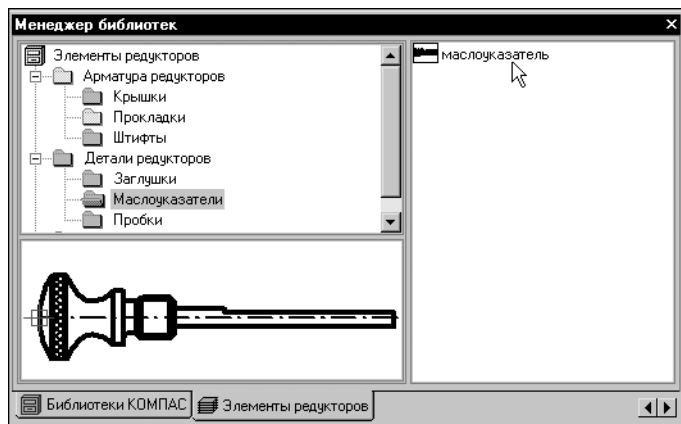 Менеджер библиотек
Элементы редукторов
Арматура редукторов
Крышки
Прокладки
Штифты
Детали редукторов
Заглушки
Маслоуказатели
Пробки
маслоуказатель
Библиотеки КОМПАС
Элементы редукторов